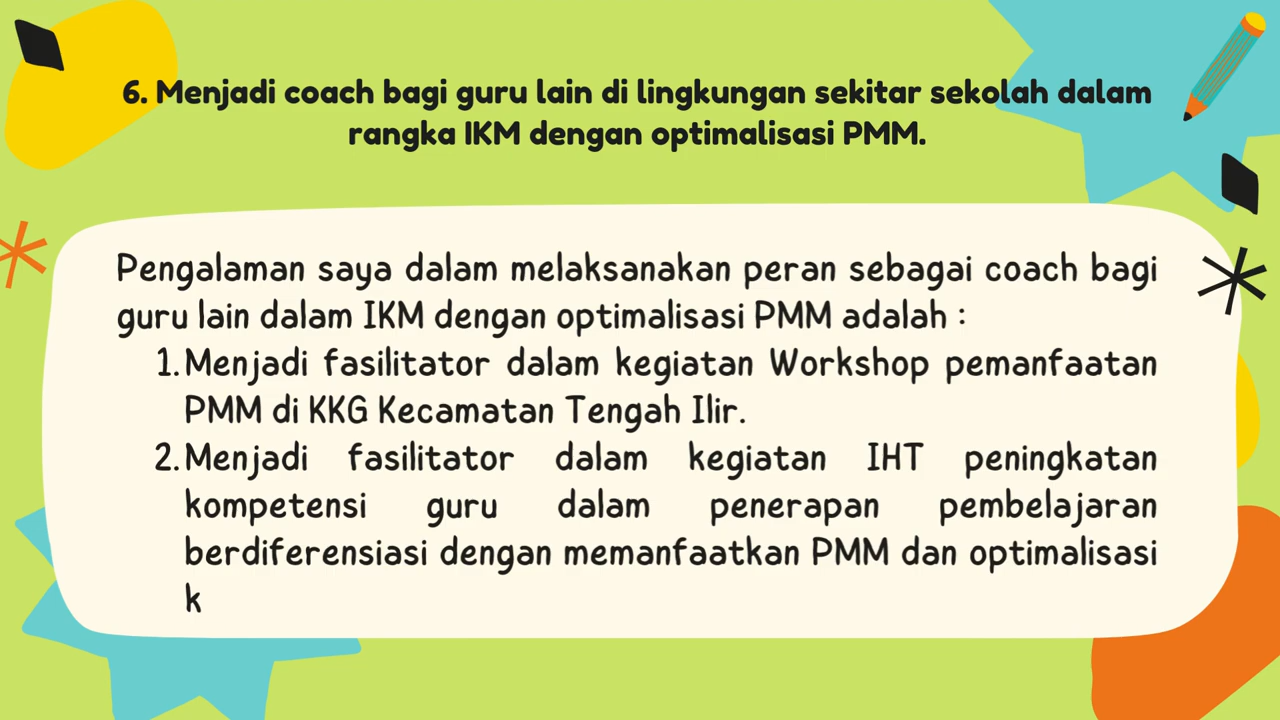 6. Menjadi coach bagi guru lain di lingkungan sekitar sekolah dalam
rangka IKM dengan optimalisasi PMM.
Pengalaman saya dalam melaksanakan peran sebagai coach bagi
guru lain dalam IKM dengan optimalisasi PMM adalah :
1. Menjadi fasilitator dalam kegiatan Workshop pemanfaatan
PMM di KKG Kecamatan Tengah Ilir.
2. Menjadi fasilitator dalam kegiatan IHT peningkatan
kompetensi guru dalam penerapan pembelajaran
berdiferensiasi dengan memanfaatkan PMM dan optimalisasi
k